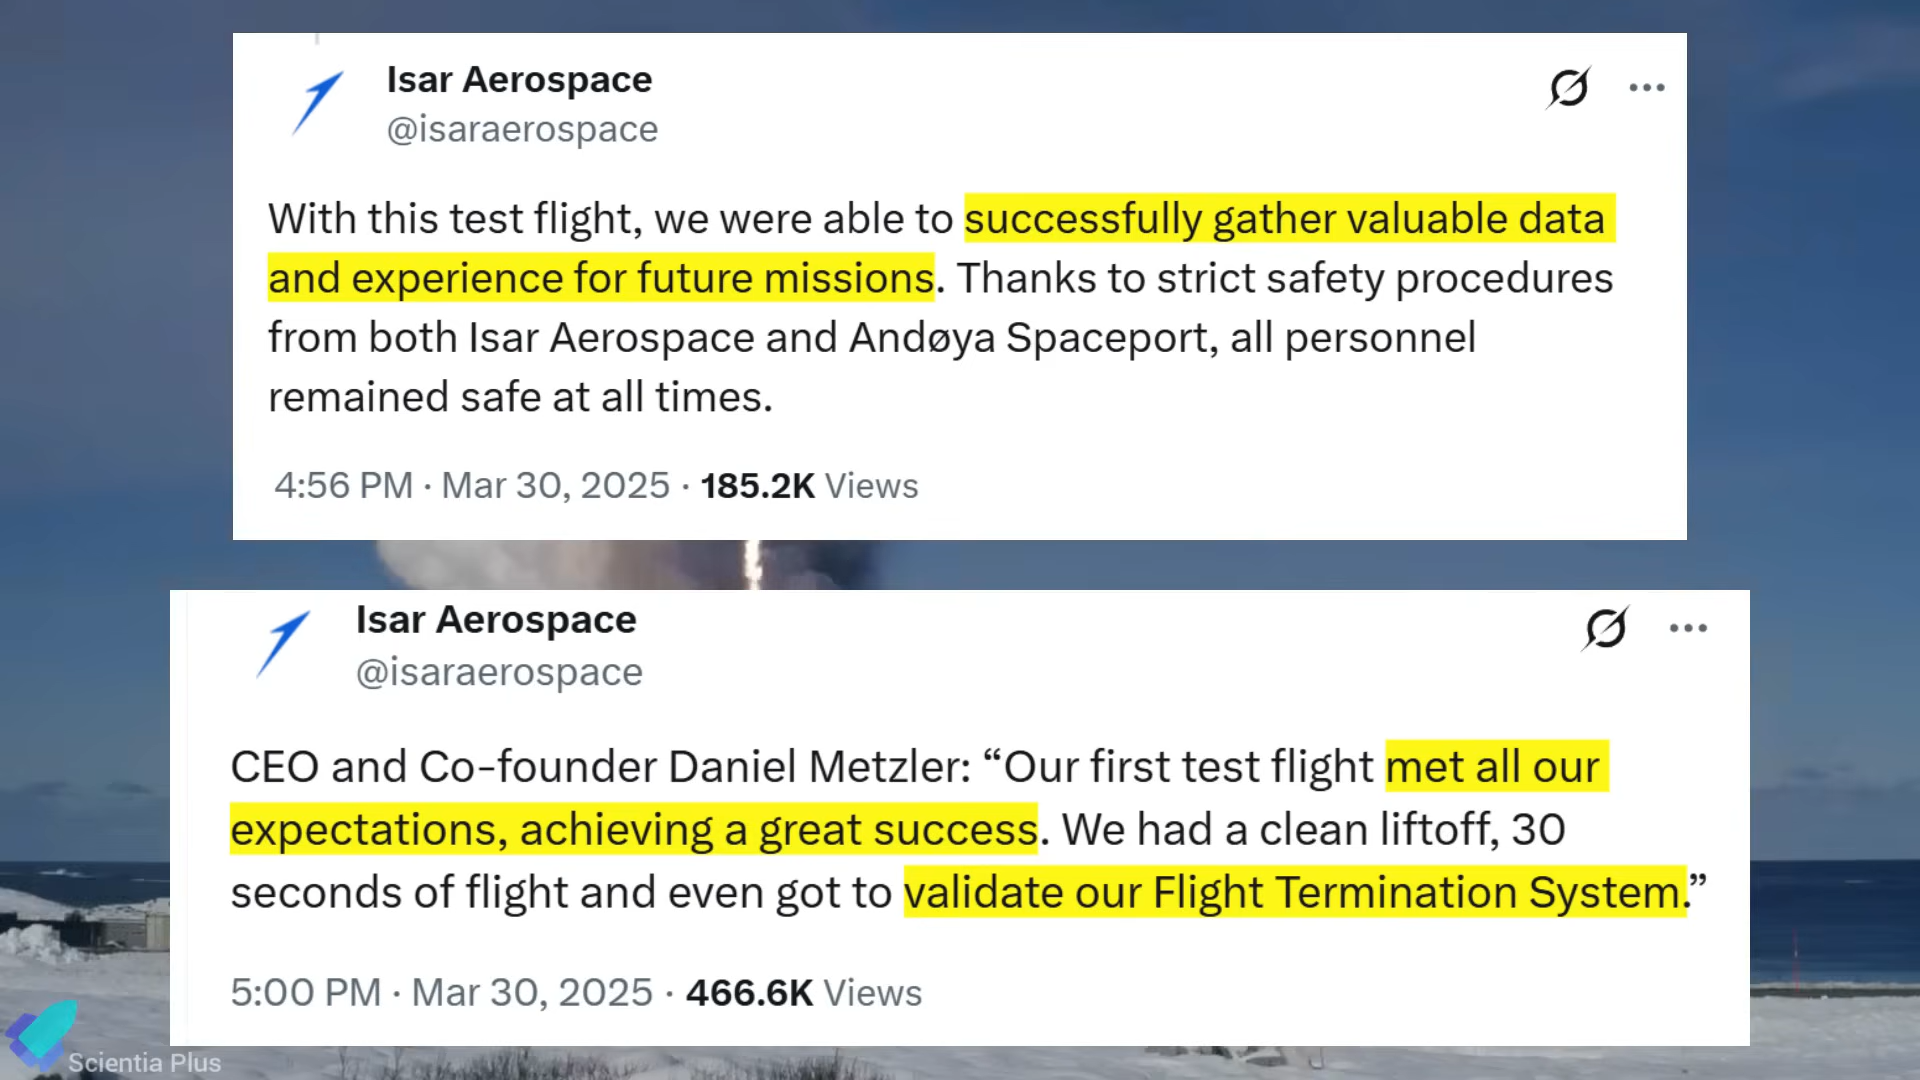 Isar Aerospace
@isaraerospace
With this test flight, we were able to successfully gather valuable data
and experience for future missions. Thanks to strict safety procedures
from both Isar Aerospace and Andøya Spaceport, all personnel
remained safe at all times.
4:56 PM · Mar 30, 2025 · 185.2K Views
Isar Aerospace
@isaraerospace
CEO and Co-founder Daniel Metzler: “Our first test flight met all our
expectations, achieving a great success. We had a clean liftoff, 30
seconds of flight and even got to validate our Flight Termination System.”
5:00 PM · Mar 30, 2025 · 466.6K Views
Scientia Plus